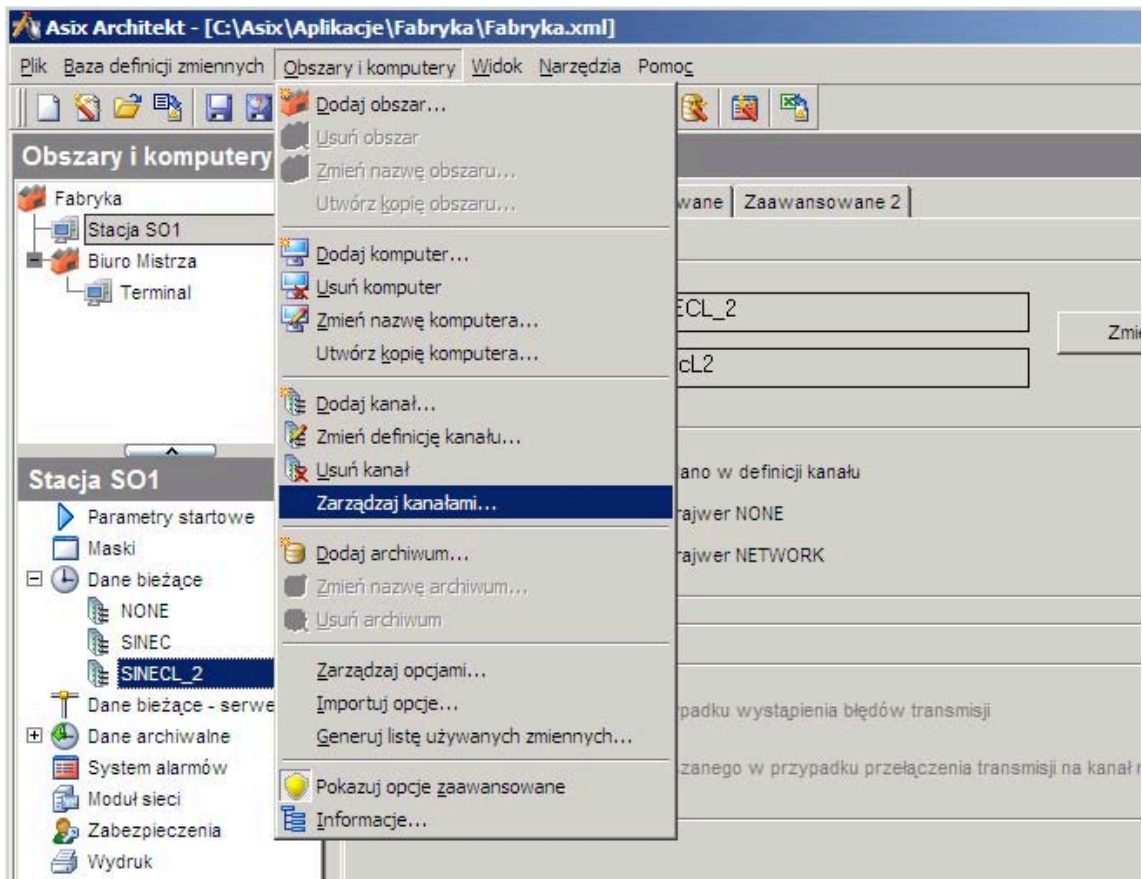 Asix Architekt - [C:\Asix\Aplikacje\Fabryka\Fabryka.xml]
Plik Baza definicji zmiennych Obszary i komputery Widok Narzędzia Pomoc
Obszary i komputery
Fabryka
Stacja SO1
Biuro Mistrza
Terminal
Stacja SO1
Parametry startowe
Maski
Dane bieżące
NONE
SINEC
SINECL_2
Dane bieżące - serwe
Dane archiwalne
System alarmów
Moduł sieci
Zabezpieczenia
Wydruk
Dodaj obszar...
Usuń obszar
Zmień nazwę obszaru...
Utwórz kopię obszaru...
Dodaj komputer...
Usuń komputer
Zmień nazwę komputera...
Utwórz kopię komputera...
Dodaj kanał...
Zmień definicję kanału...
Usuń kanał
Zarządzaj kanałami...
Dodaj archiwum...
Zmień nazwę archiwum...
Usuń archiwum
Zarządzaj opcjami...
Importuj opcje...
Generuj listę używanych zmiennych...
Pokazuj opcje zaawansowane
Informacje...
wane Zaawansowane 2
ECL_2
Zmie
cL2
ano w definicji kanału
rajwer NONE
rajwer NETWORK
padku wystąpienia błędów transmisji
zanego w przypadku przełączenia transmisji na kanał r